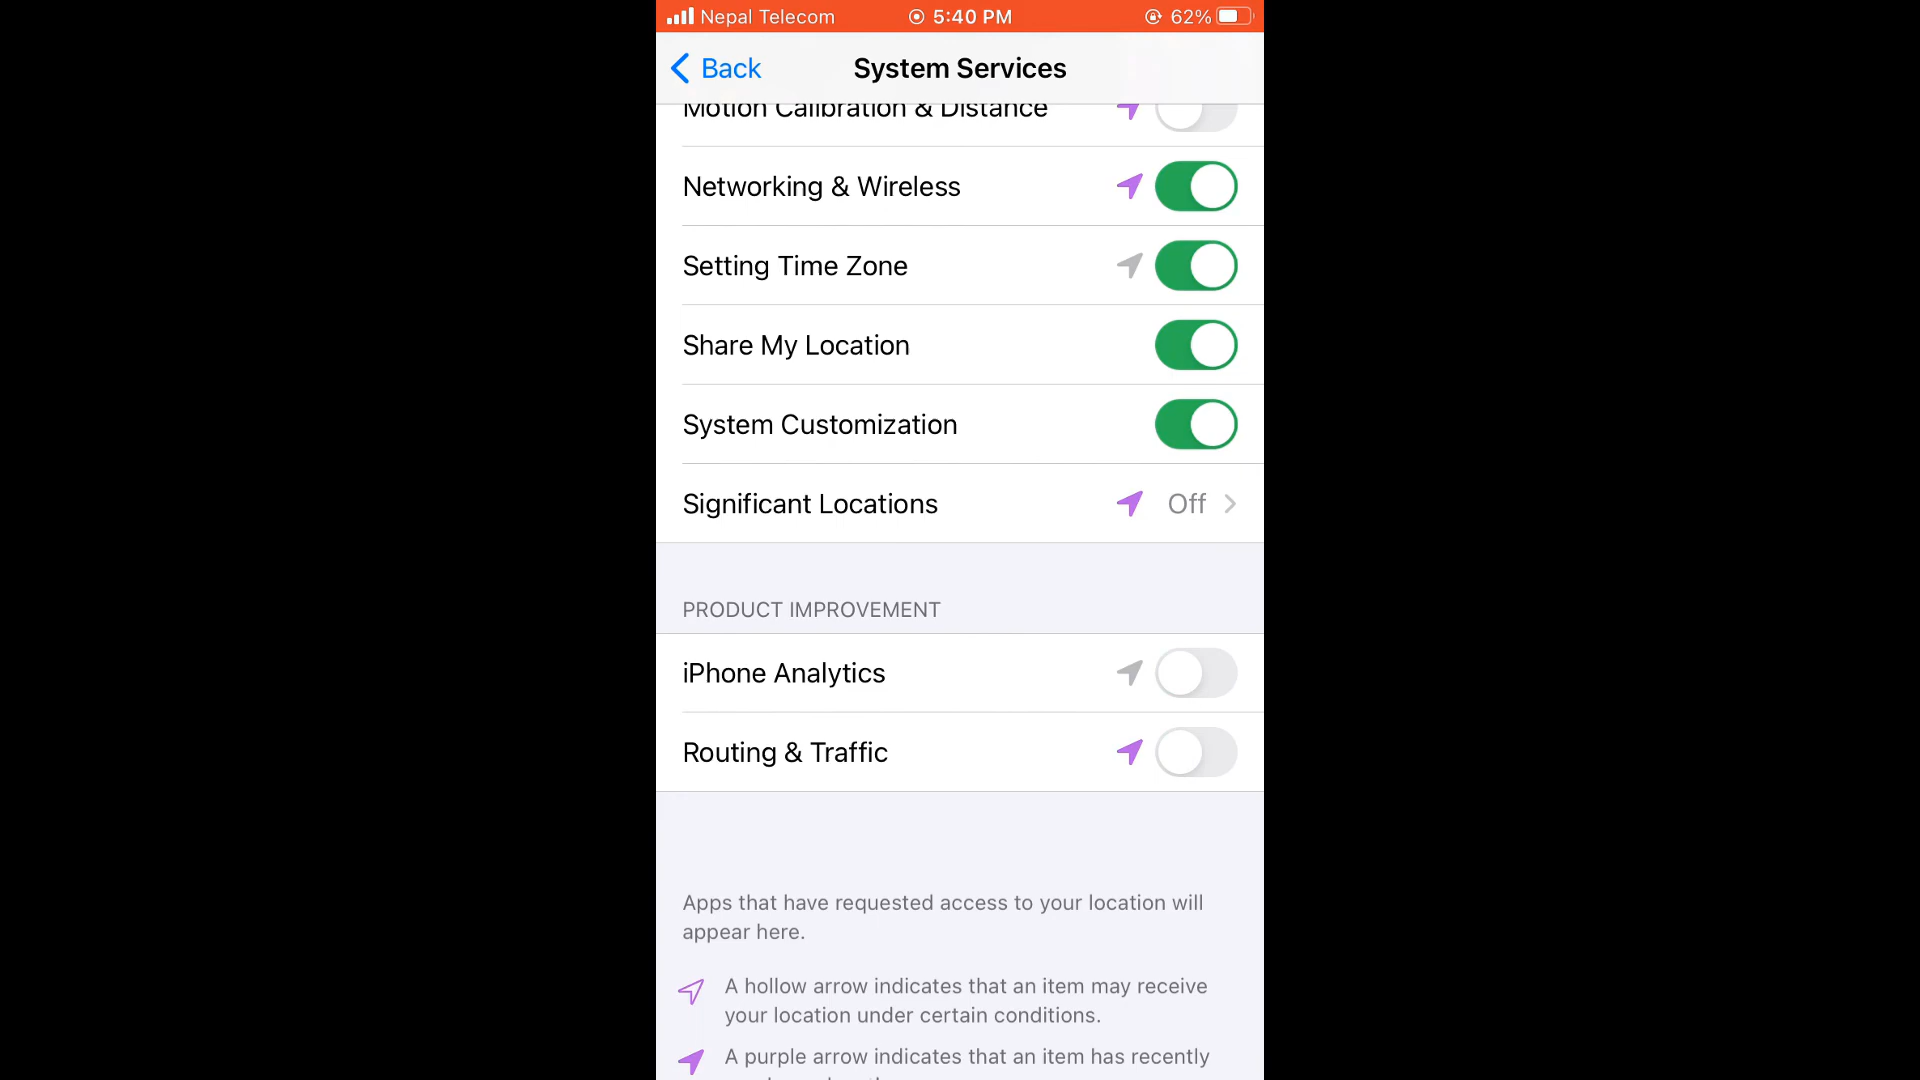 Nepal Telecom 5:40 PM 62%
Back System Services
Motion Calibration & Distance
Networking & Wireless
Setting Time Zone
Share My Location
System Customization
Significant Locations Off
PRODUCT IMPROVEMENT
iPhone Analytics
Routing & Traffic
Apps that have requested access to your location will
appear here.
A hollow arrow indicates that an item may receive
your location under certain conditions.
A purple arrow indicates that an item has recently